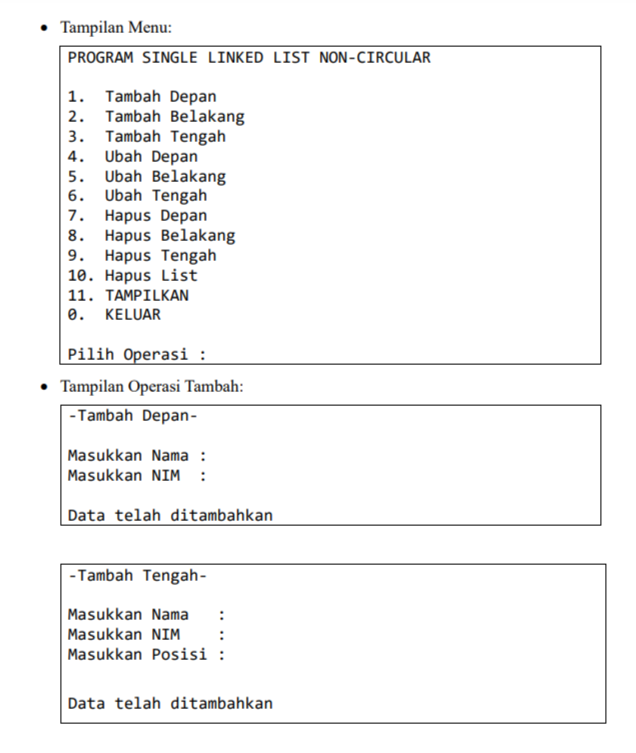 • Tampilan Menu:
PROGRAM SINGLE LINKED LIST NON-CIRCULAR
1. Tambah Depan
2. Tambah Belakang
3. Tambah Tengah
4. Ubah Depan
5. Ubah Belakang
6. Ubah Tengah
7. Hapus Depan
8. Hapus Belakang
9. Hapus Tengah
10. Hapus List
11. TAMPILKAN
0. KELUAR
Pilih Operasi :
• Tampilan Operasi Tambah:
-Tambah Depan-
Masukkan Nama :
Masukkan NIM :
Data telah ditambahkan
-Tambah Tengah-
Masukkan Nama :
Masukkan NIM :
Masukkan Posisi :
Data telah ditambahkan